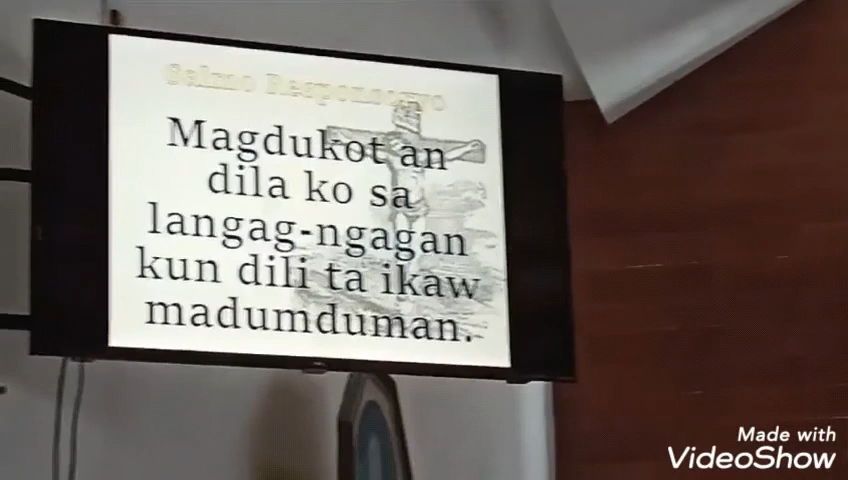 Salmo Responsoryo
Magdukot an
dila ko sa
langag-ngagan
kun dili ta ikaw
madumduman.
Made with
VideoShow